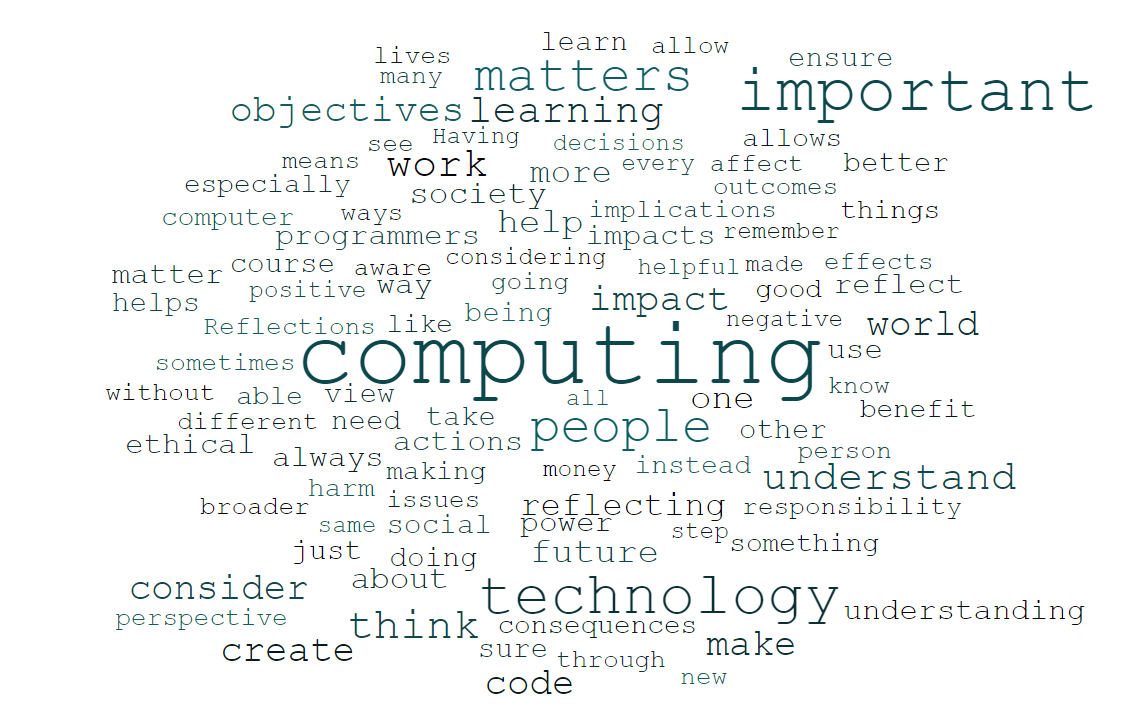 learn allow
lives ensure
many matters important
objectives learning
see Having decisions allows
means work more every affect better
especially society outcomes
computer ways help implications things
programmers impacts remember
matter course aware considering helpful made effects
helps positive way going impact good reflect
Reflections like being negative world
sometimes computing use
without able view all one know
different need take people other benefit
ethical always actions person
harm making money instead understand
broader issues reflecting responsibility
same social power step something
just doing future
consider about technology understanding
perspective think consequences
create sure through make
code new